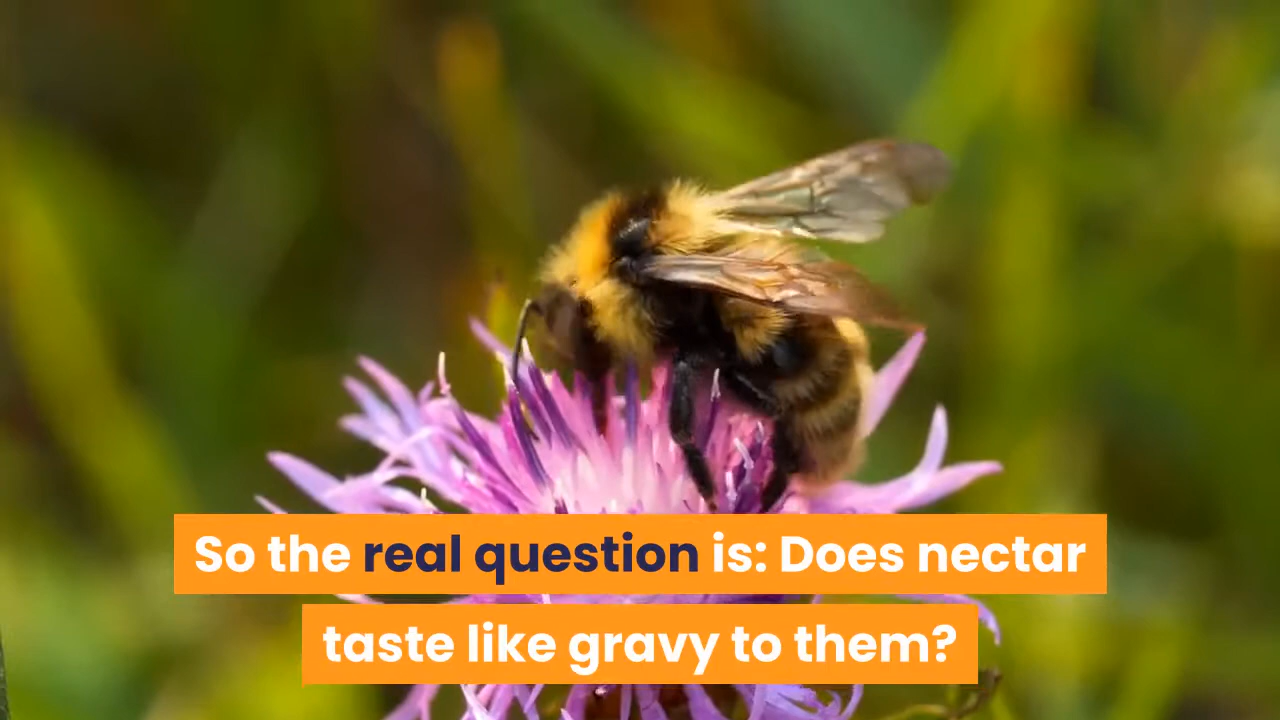 So the real question is: Does nectar
taste like gravy to them?